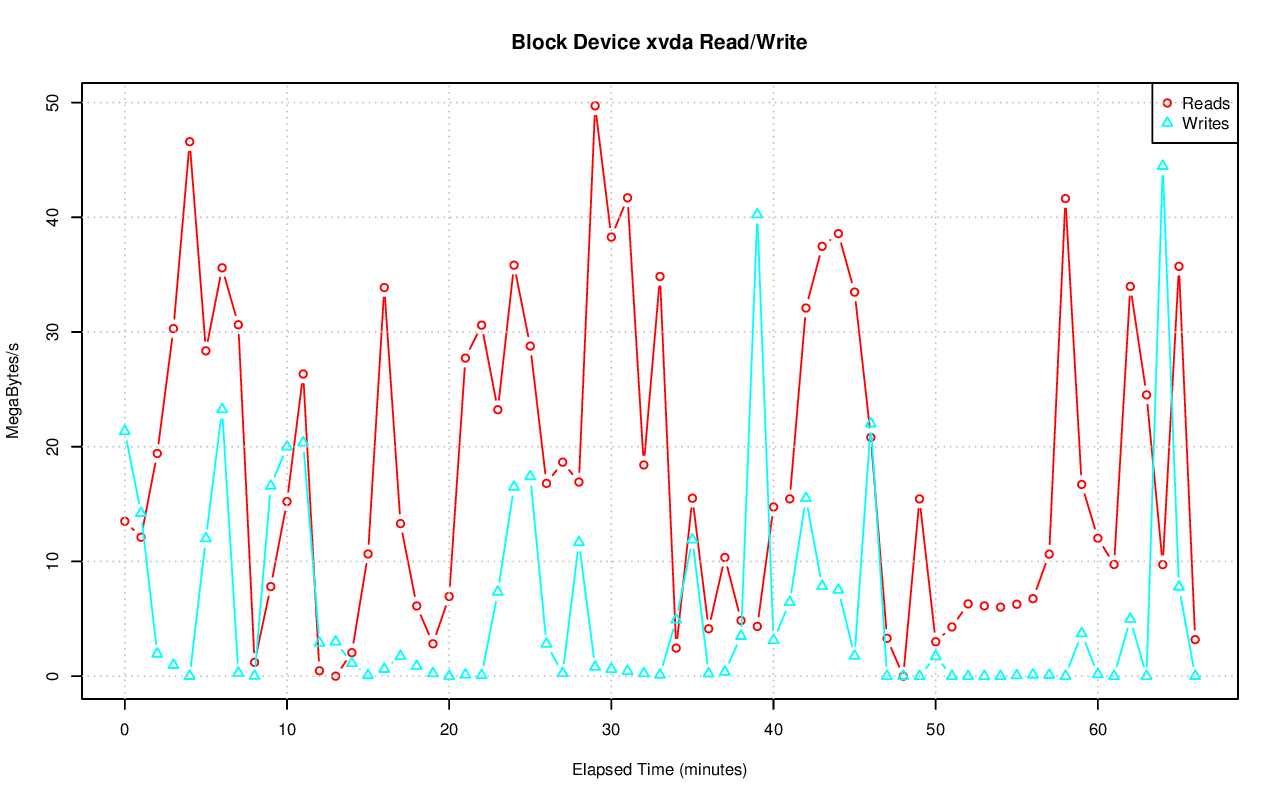 Block Device xvda Read/Write
Reads
Writes
MegaBytes/s
50
40
30
20
10
0
0 10 20 30 40 50 60
Elapsed Time (minutes)